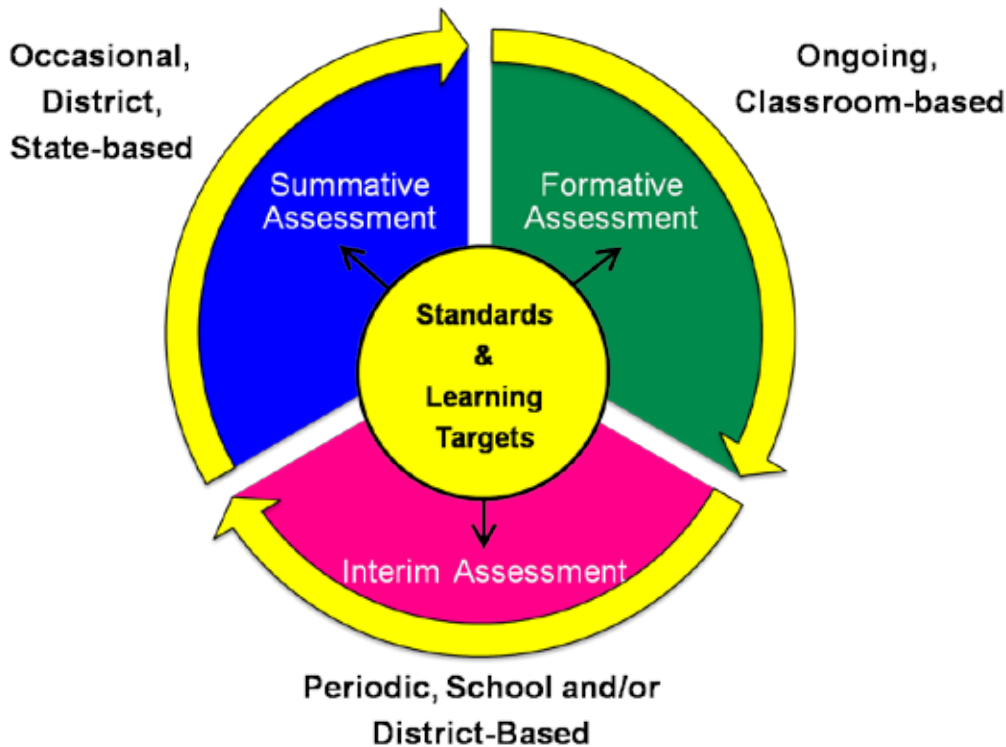 Occasional,
District,
State-based
Ongoing,
Classroom-based
Summative
Assessment
Formative
Assessment
Standards
&
Learning
Targets
Interim Assessment
Periodic, School and/or
District-Based